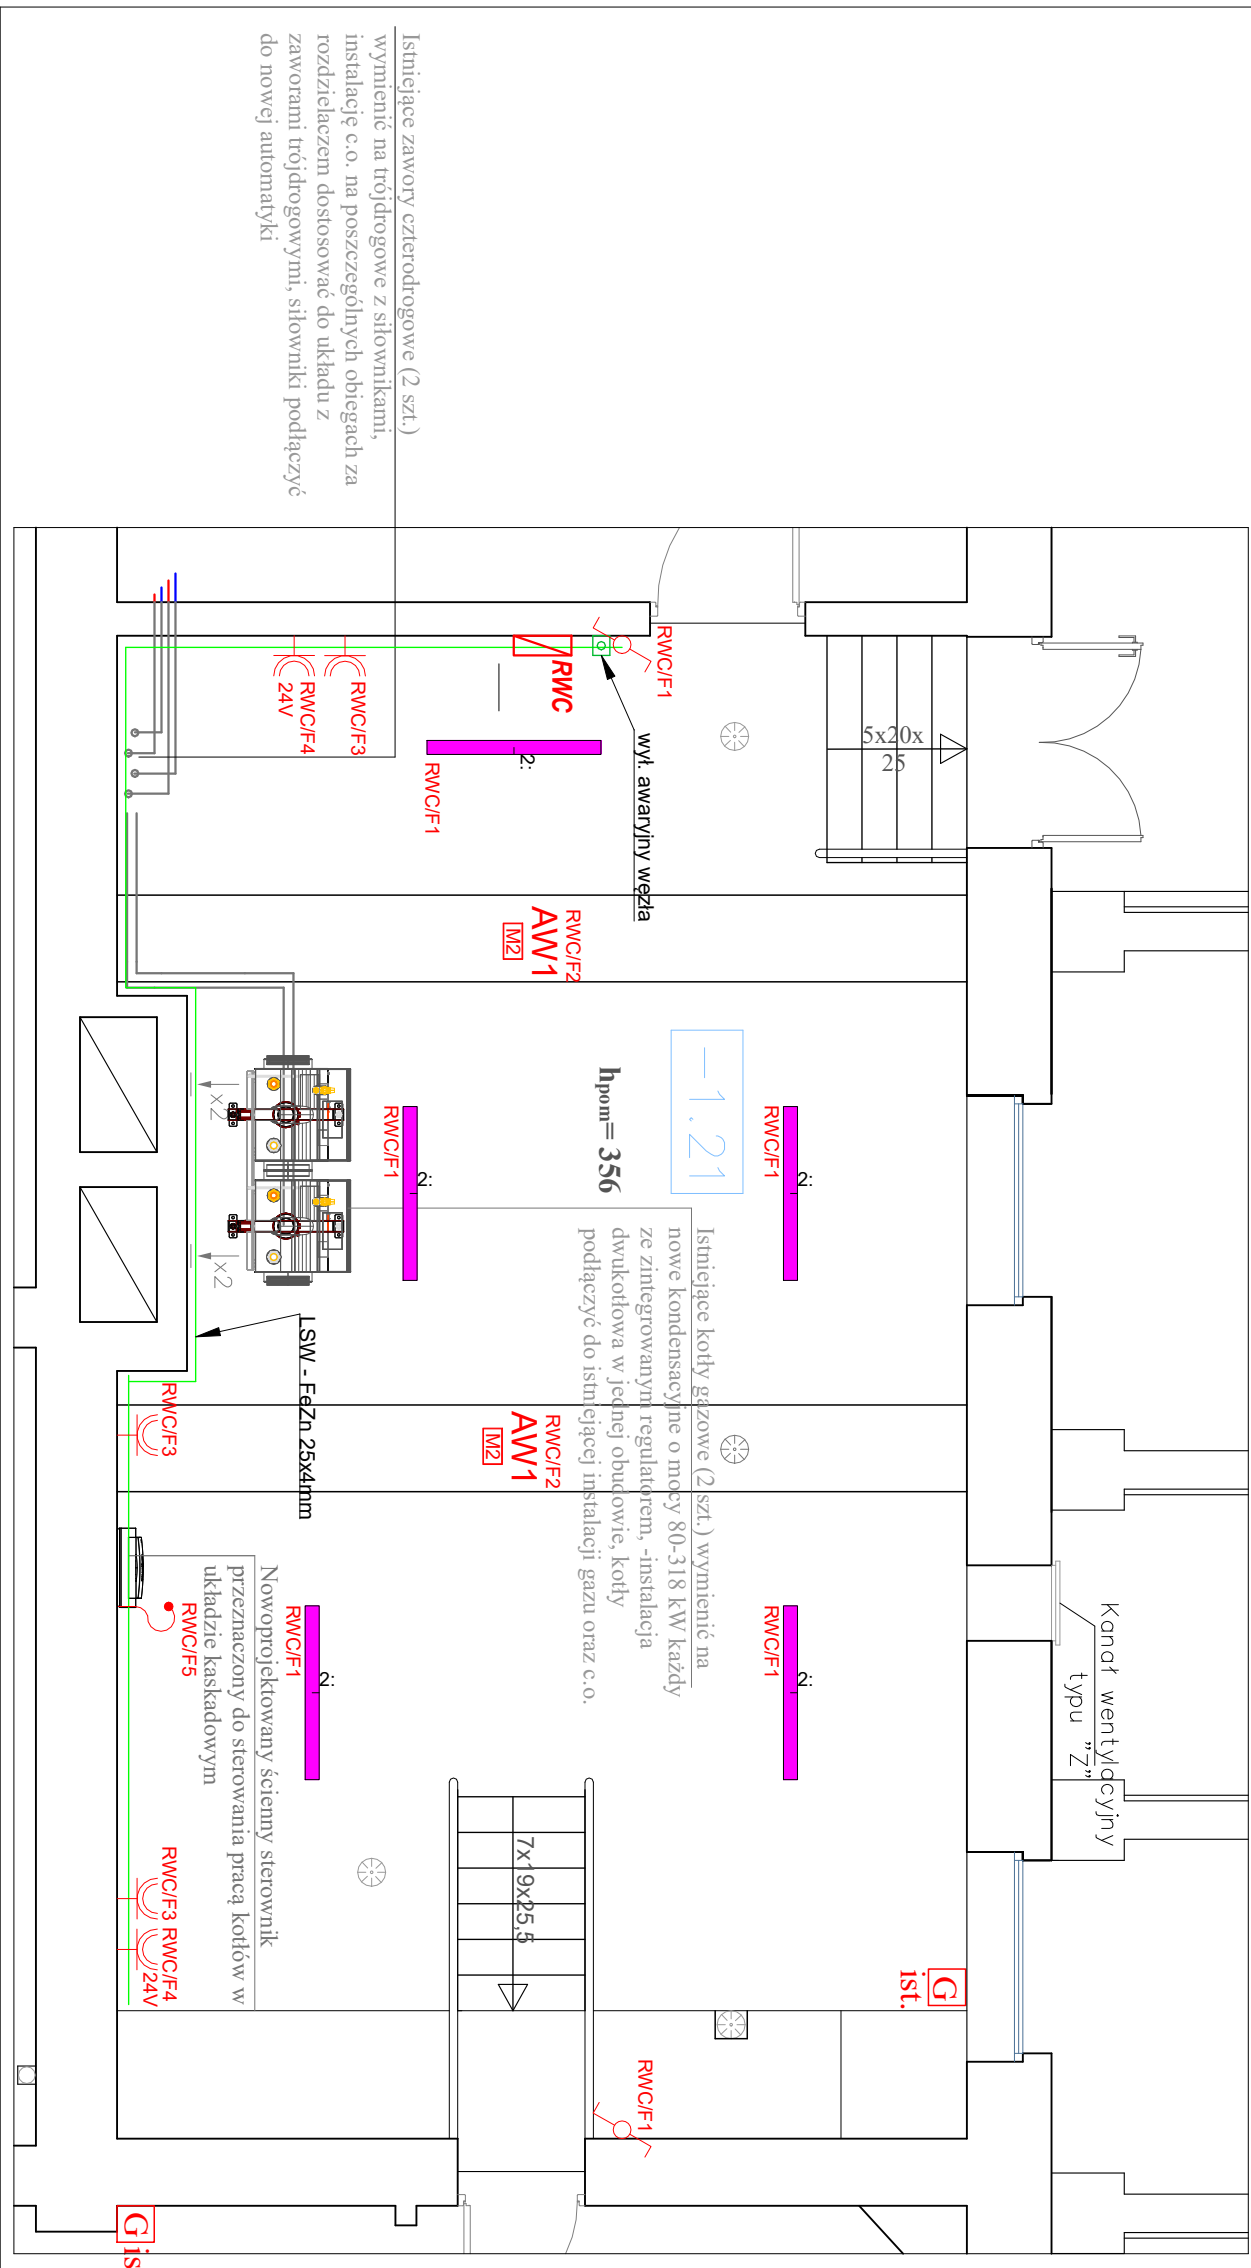 Istniejące zawory czterodrogowe (2 szt.)
wymienić na trójdrogowe z siłownikami,
instalację c.o. na poszczególnych obiegach za
rozdzielaczem dostosować do układu z
zaworami trójdrogowymi, siłowniki podłączyć
do nowej automatyki
RWC/F1
RWC
wył. awaryjny węzła
RWC/F3
RWC/F4
24V
2:
RWC/F1
5x20x
25
RWC/F2
AW1
M2
-1.21
hpom= 356
2:
RWC/F1
2:
RWC/F1
x2
x2
Istniejące kotły gazowe (2 szt.) wymienić na
nowe kondensacyjne o mocy 80-318 kW każdy
ze zintegrowanym regulatorem, -instalacja
dwukotłowa w jednej obudowie, kotły
podłączyć do istniejącej instalacji gazu oraz c.o.
LSW - FeZn 25x4mm
RWC/F3
RWC/F2
AW1
M2
Kanał wentylacyjny
typu "Z"
2:
RWC/F1
RWC/F1
RWC/F5
Nowoprojektowany ścienny sterownik
przeznaczony do sterowania pracą kotłów w
układzie kaskadowym
7x19x25,5
RWC/F3
RWC/F4
24V
G
ist.
RWC/F1
G is